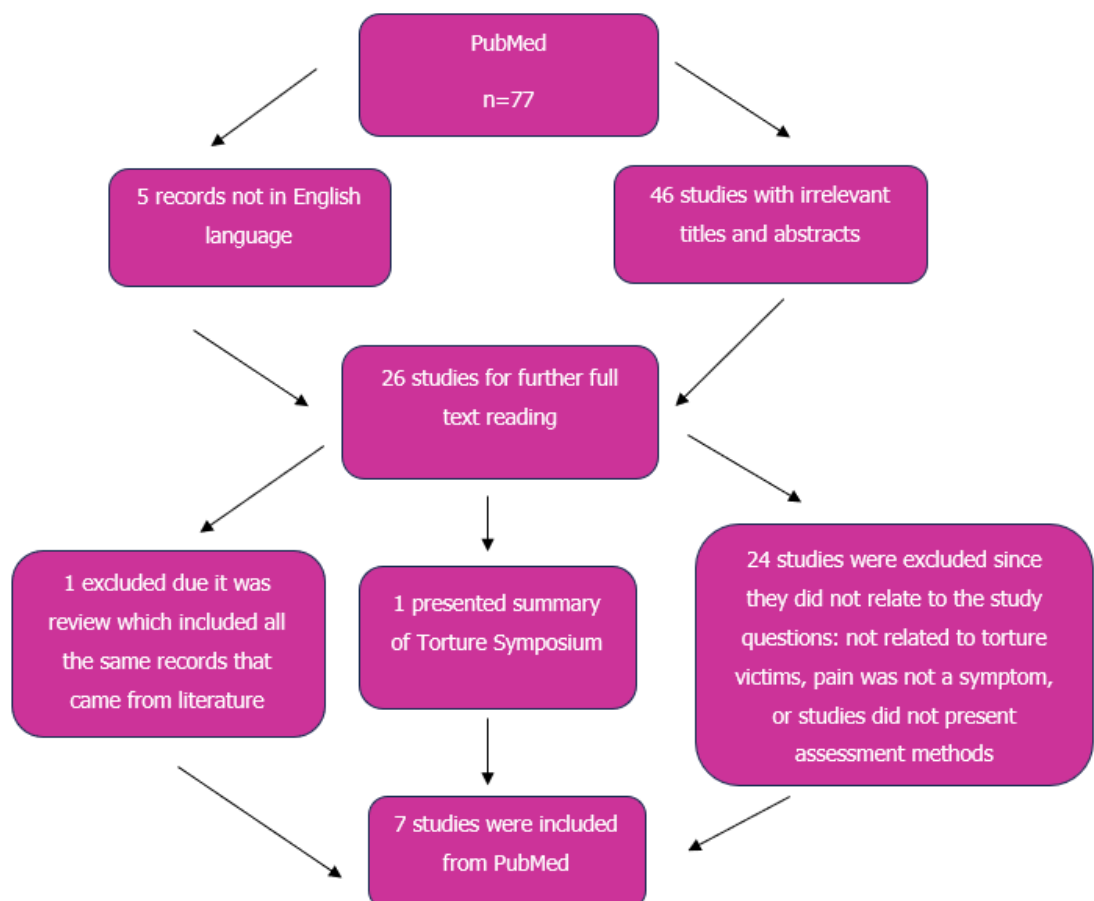 PubMed
n=77
5 records not in English
language
46 studies with irrelevant
titles and abstracts
26 studies for further full
text reading
1 excluded due it was
review which included all
the same records that
came from literature
1 presented summary
of Torture Symposium
24 studies were excluded since
they did not relate to the study
questions: not related to torture
victims, pain was not a symptom,
or studies did not present
assessment methods
7 studies were included
from PubMed